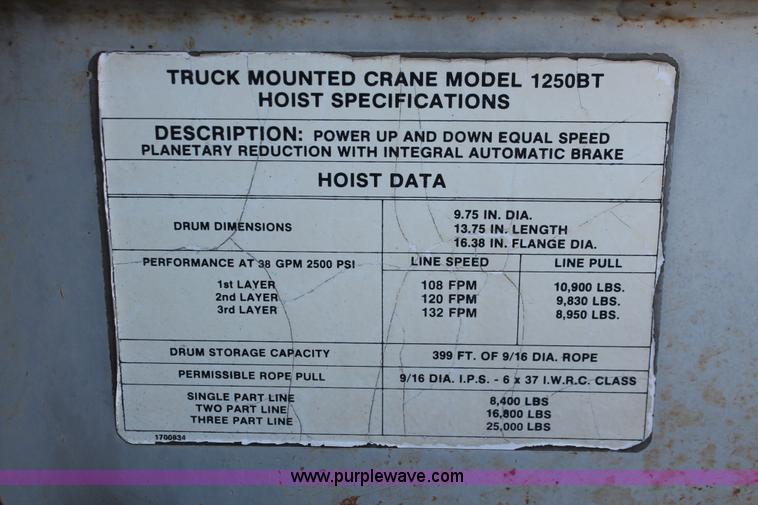 TRUCK MOUNTED CRANE MODEL 1250BT
HOIST SPECIFICATIONS
DESCRIPTION: POWER UP AND DOWN EQUAL SPEED
PLANETARY REDUCTION WITH INTEGRAL AUTOMATIC BRAKE
HOIST DATA
DRUM DIMENSIONS
9.75 IN. DIA.
13.75 IN. LENGTH
16.38 IN. FLANGE DIA.
PERFORMANCE AT 38 GPM 2500 PSI LINE SPEED LINE PULL
1st LAYER 108 FPM 10,900 LBS.
2nd LAYER 120 FPM 9,830 LBS.
3rd LAYER 132 FPM 8,950 LBS.
DRUM STORAGE CAPACITY 399 FT. OF 9/16 DIA. ROPE
PERMISSIBLE ROPE PULL 9/16 DIA. I.P.S. - 6 x 37 I.W.R.C. CLASS
SINGLE PART LINE 8,400 LBS
TWO PART LINE 16,800 LBS
THREE PART LINE 25,000 LBS
1700934
www.purplewave.com